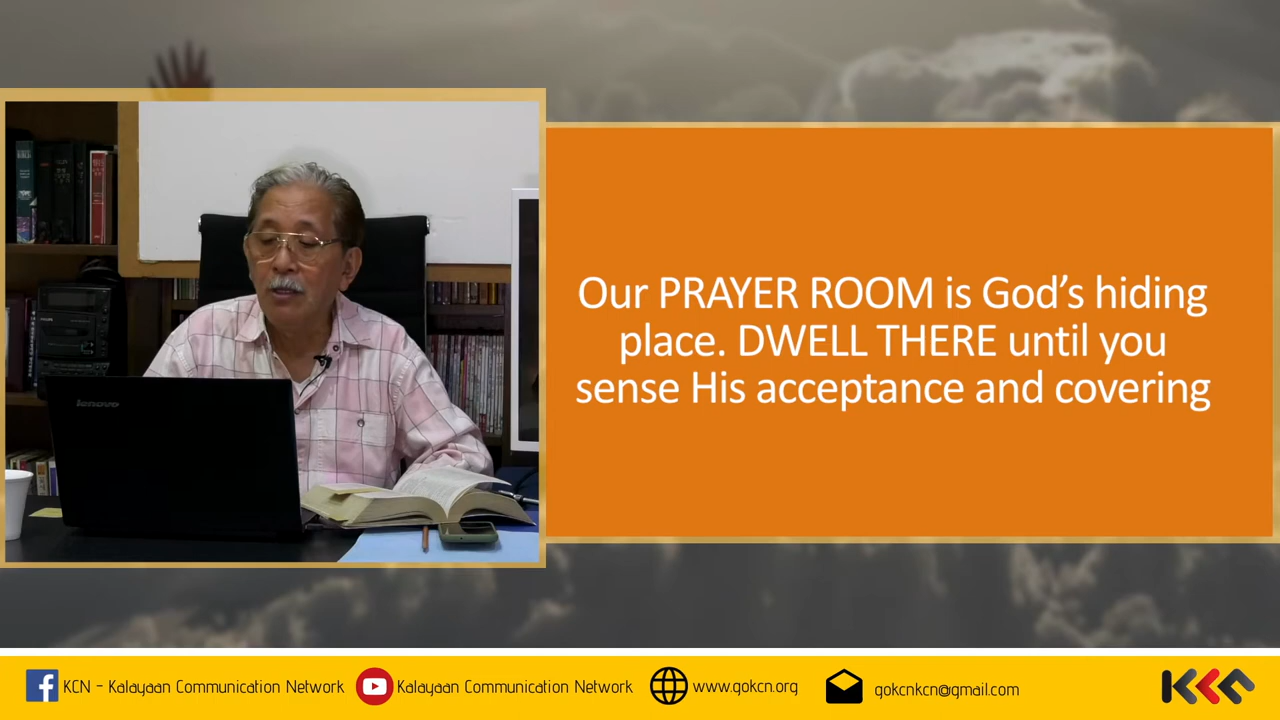 Our PRAYER ROOM is God’s hiding
place. DWELL THERE until you
sense His acceptance and covering
lenovo
KCN - Kalayaan Communication Network
Kalayaan Communication Network
www.gokcn.org
gokcnkcn@gmail.com
KCN